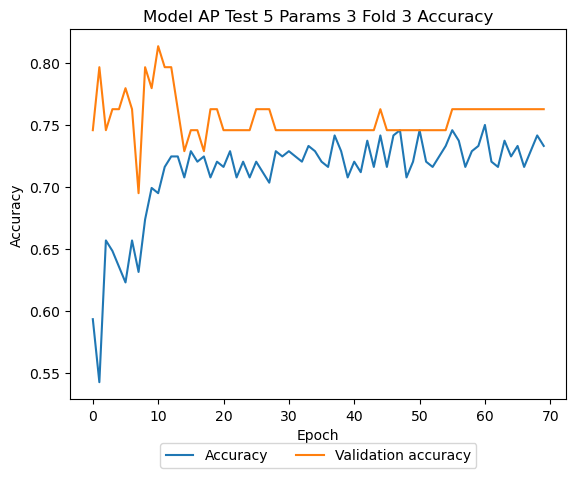 Model AP Test 5 Params 3 Fold 3 Accuracy
Accuracy
0.80
0.75
0.70
0.65
0.60
0.55
0 10 20 30 40 50 60 70
Epoch
Accuracy Validation accuracy